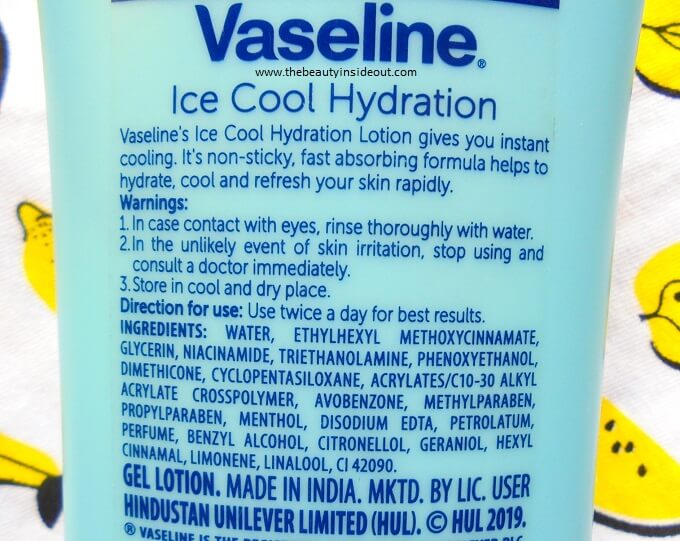 Vaseline®
www.thebeautyinsideout.com
Ice Cool Hydration
Vaseline's Ice Cool Hydration Lotion gives you instant
cooling. It's non-sticky, fast absorbing formula helps to
hydrate, cool and refresh your skin rapidly.
Warnings:
1. In case contact with eyes, rinse thoroughly with water.
2. In the unlikely event of skin irritation, stop using and
consult a doctor immediately.
3. Store in cool and dry place.
Direction for use: Use twice a day for best results.
INGREDIENTS: WATER, ETHYLHEXYL METHOXYCINNAMATE,
GLYCERIN, NIACINAMIDE, TRIETHANOLAMINE, PHENOXYETHANOL,
DIMETHICONE, CYCLOPENTASILOXANE, ACRYLATES/C10-30 ALKYL
ACRYLATE CROSSPOLYMER, AVOBENZONE, METHYLPARABEN,
PROPYLPARABEN, MENTHOL, DISODIUM EDTA, PETROLATUM,
PERFUME, BENZYL ALCOHOL, CITRONELLOL, GERANIOL, HEXYL
CINNAMAL, LIMONENE, LINALOOL, CI 42090.
GEL LOTION. MADE IN INDIA. MKTD. BY LIC. USER
HINDUSTAN UNILEVER LIMITED (HUL). © HUL 2019.
® VASELINE IS THE